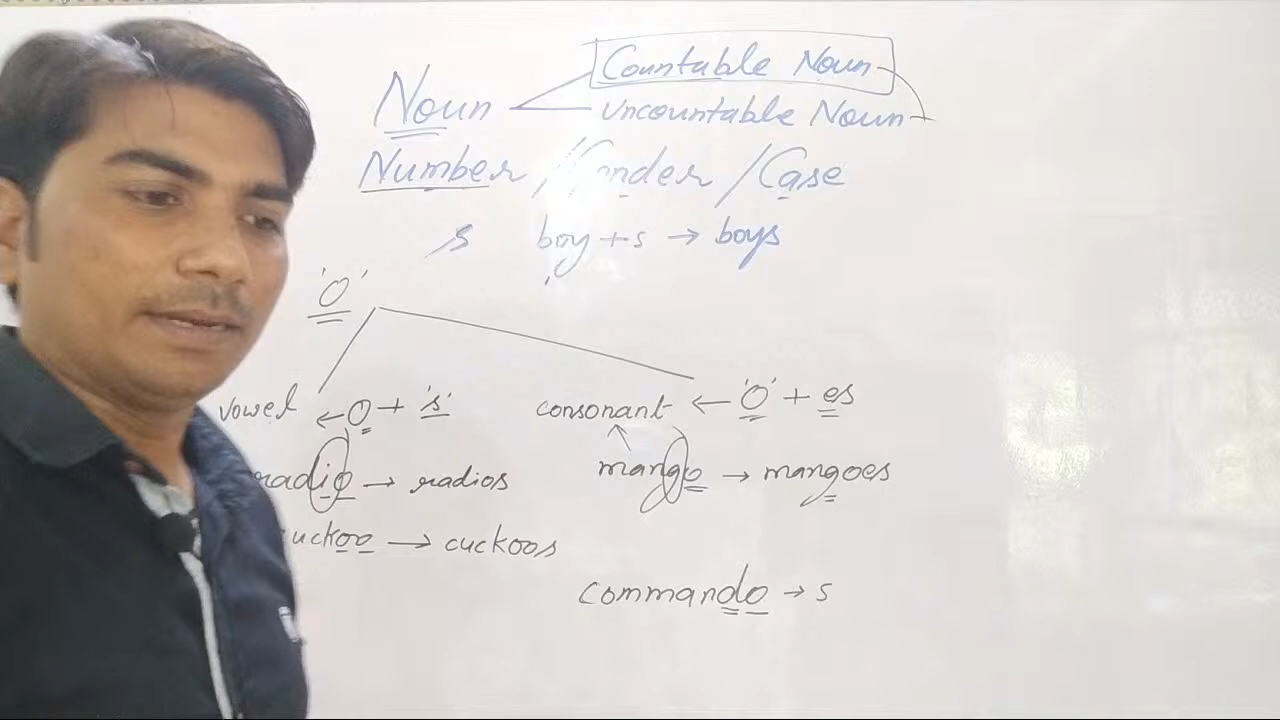 Countable Noun
Noun
Uncountable Noun
Number / Gender / Case
s boy + s → boys
'O'
vowel ← O + 's'
consonant ← 'O' + es
radio → radios
mango → mangoes
cuckoo → cuckoos
commando → s